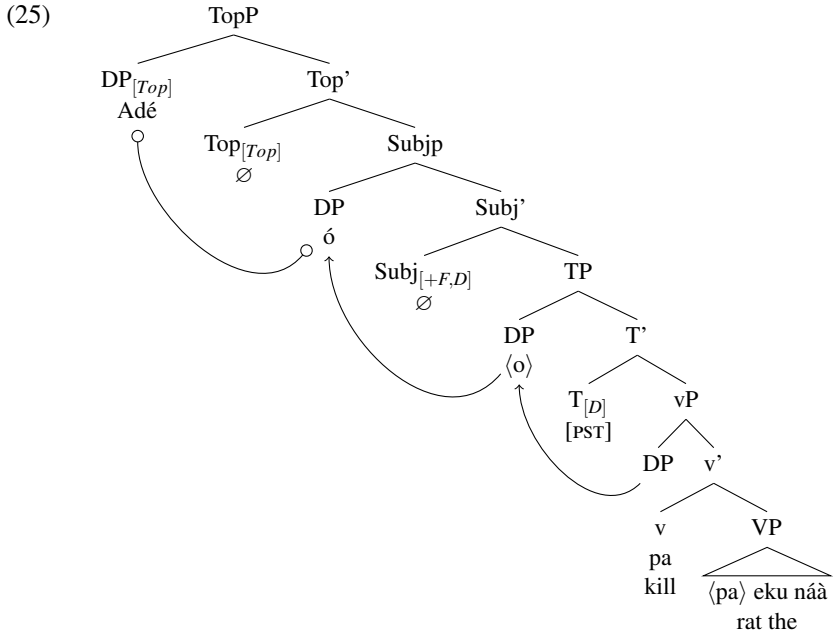 (25)
TopP
DP[Top] Top’
Adé
Top[Top] Subjp
∅
DP Subj’
ó
Subj[+F,D] TP
∅
DP T’
⟨o⟩
T[D] vP
[PST]
DP v’
v VP
pa
kill ⟨pa⟩ eku náà
rat the